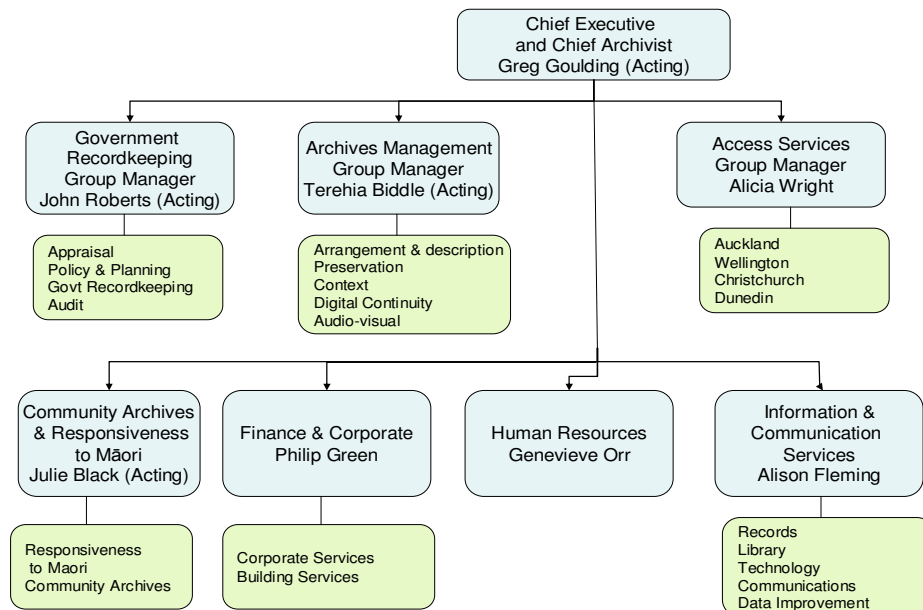 Chief Executive
and Chief Archivist
Greg Goulding (Acting)
Government
Recordkeeping
Group Manager
John Roberts (Acting)
Archives Management
Group Manager
Terehia Biddle (Acting)
Access Services
Group Manager
Alicia Wright
Appraisal
Policy & Planning
Govt Recordkeeping
Audit
Arrangement & description
Preservation
Context
Digital Continuity
Audio-visual
Auckland
Wellington
Christchurch
Dunedin
Community Archives
& Responsiveness
to Māori
Julie Black (Acting)
Finance & Corporate
Philip Green
Human Resources
Genevieve Orr
Information &
Communication
Services
Alison Fleming
Responsiveness
to Maori
Community Archives
Corporate Services
Building Services
Records
Library
Technology
Communications
Data Improvement